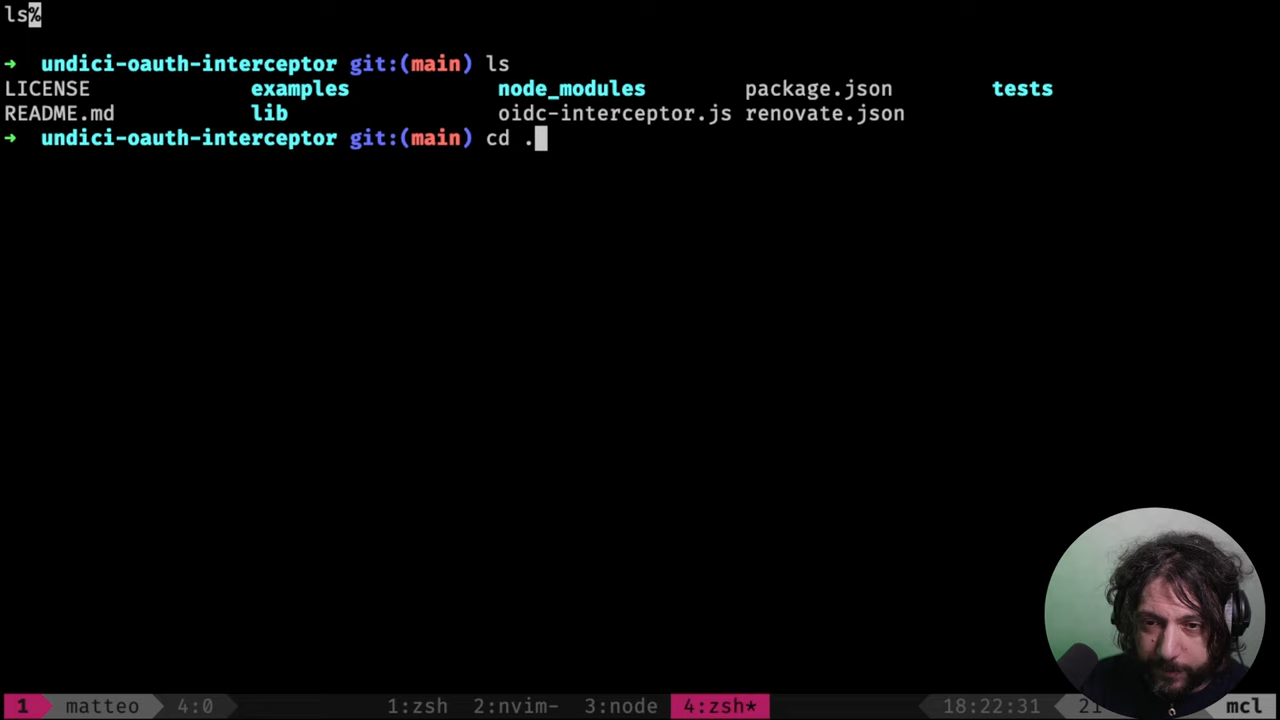 ls%
→ undici-oauth-interceptor git:(main) ls
LICENSE examples node_modules package.json tests
README.md lib oidc-interceptor.js renovate.json
→ undici-oauth-interceptor git:(main) cd .
1 matteo 4:0 1:zsh 2:nvim- 3:node 4:zsh* 18:22:31 21 mcl